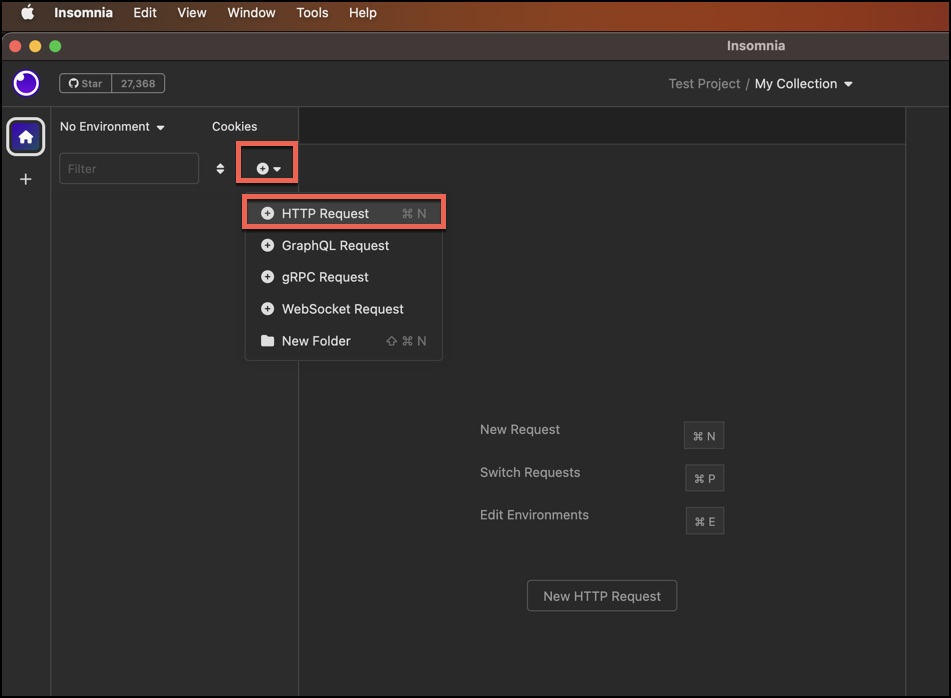 Insomnia Edit View Window Tools Help
Insomnia
Star 27,368
Test Project / My Collection
No Environment Cookies
Filter
HTTP Request ⌘ N
GraphQL Request
gRPC Request
WebSocket Request
New Folder ⇧ ⌘ N
New Request ⌘ N
Switch Requests ⌘ P
Edit Environments ⌘ E
New HTTP Request